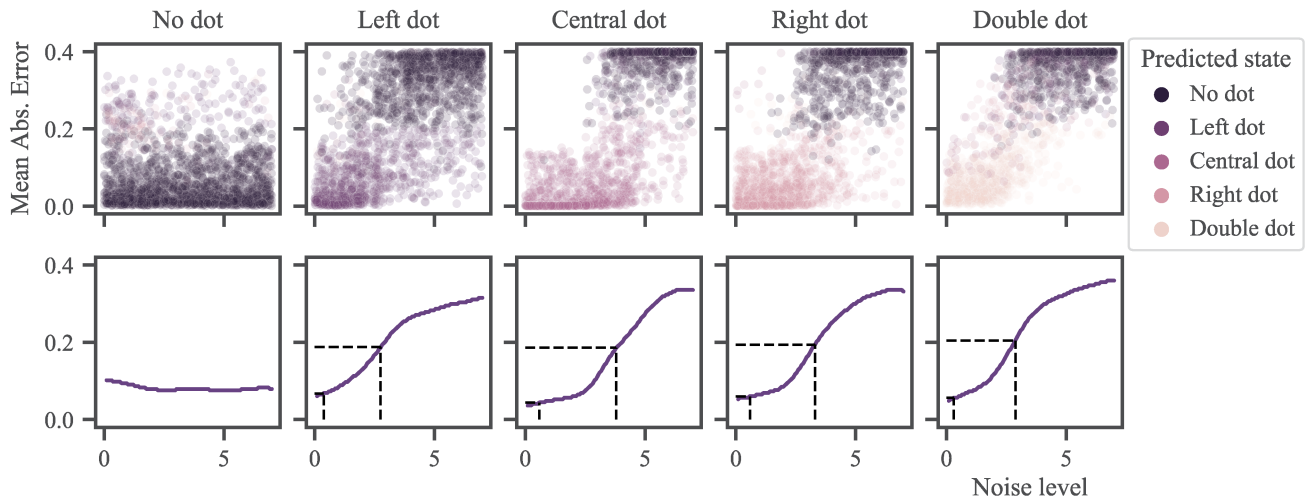 No dot
Left dot
Central dot
Right dot
Double dot
Mean Abs. Error
0.4
0.2
0.0
Predicted state
No dot
Left dot
Central dot
Right dot
Double dot
0.4
0.2
0.0
0 5
0 5
0 5
0 5
0 5
Noise level